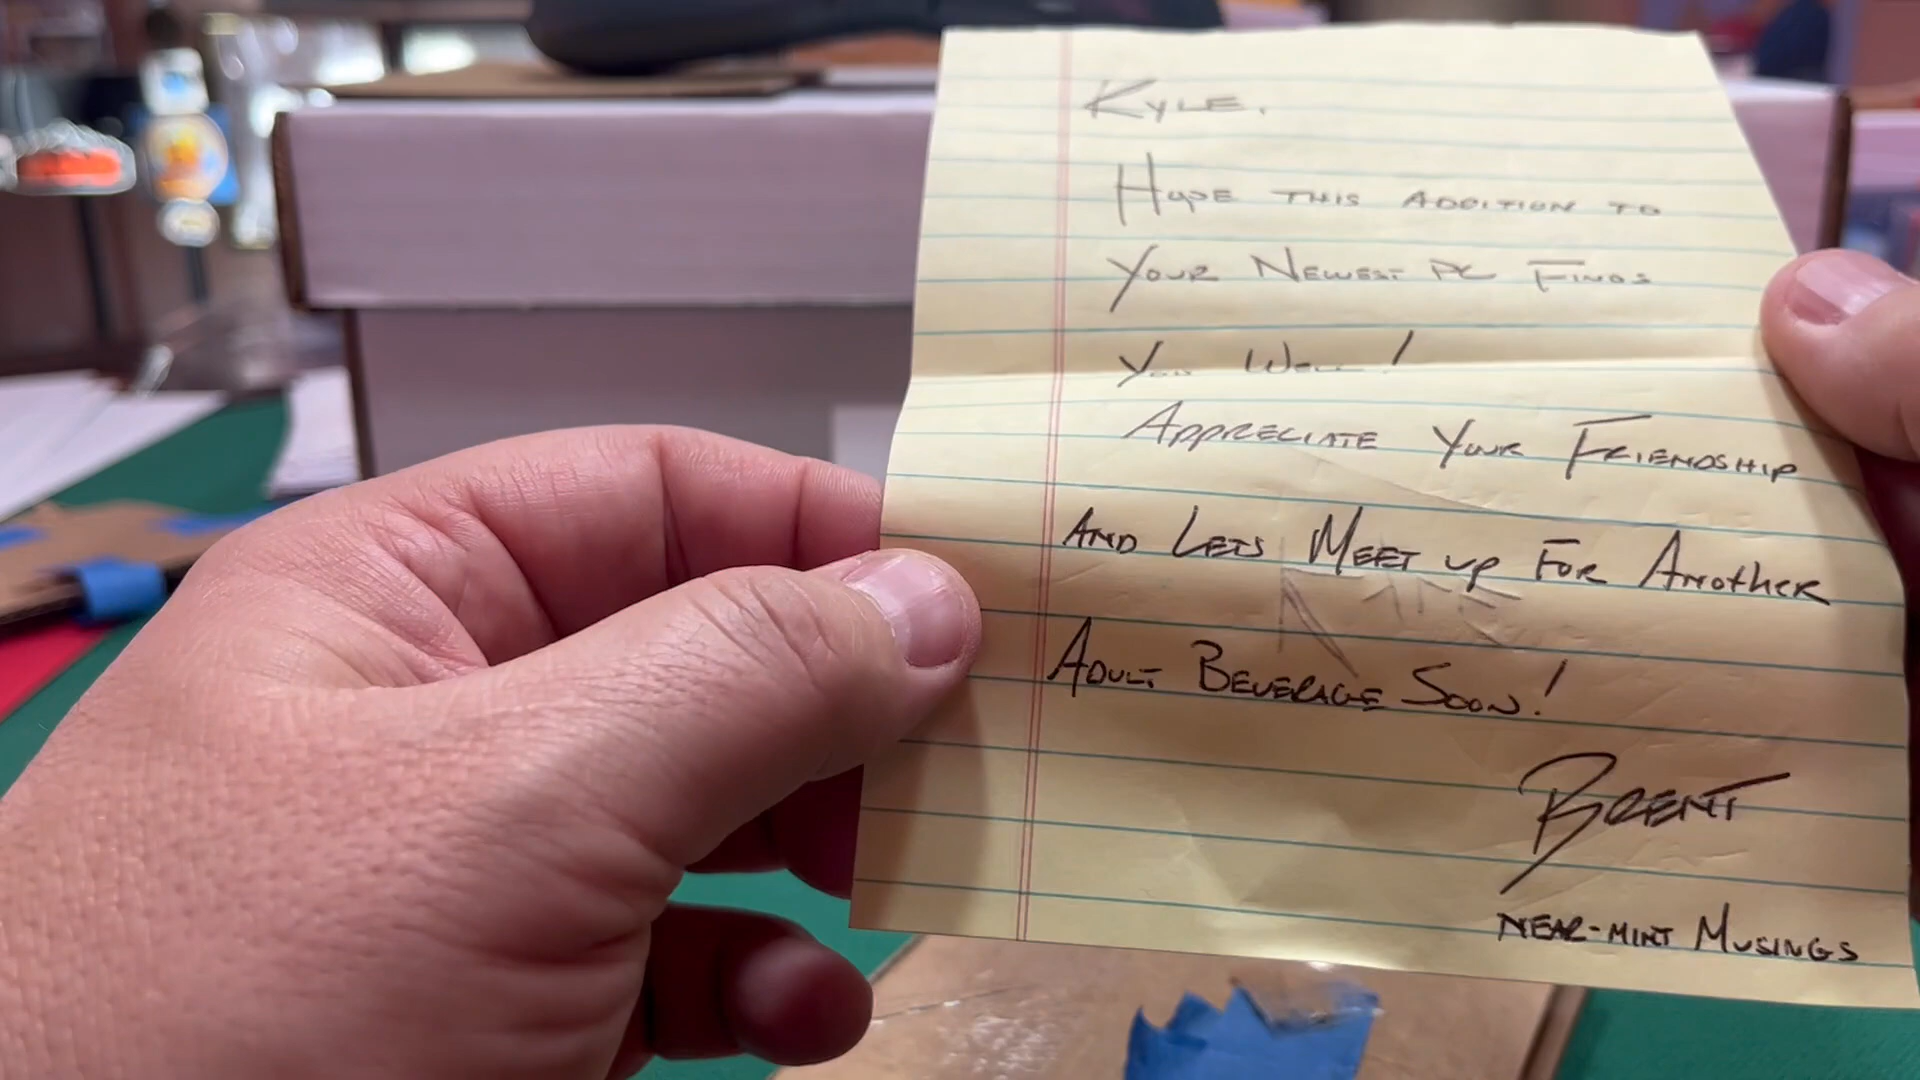 KYLE,
HOPE THIS ADDITION TO
YOUR NEWEST PC FINDS
YOU WELL!
APPRECIATE YOUR FRIENDSHIP
AND LETS MEET UP FOR ANOTHER
ADULT BEVERAGE SOON!
BRENT
NEAR-MINT MUSINGS